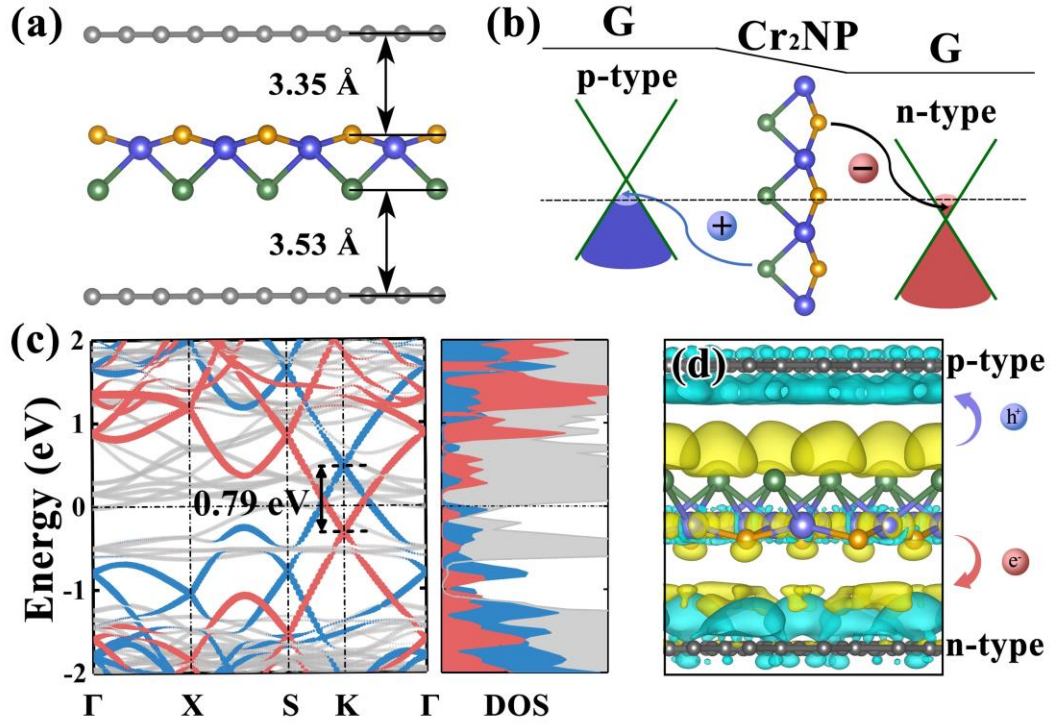 (a)
3.35 Å
3.53 Å
(b)
G
Cr₂NP
G
p-type
n-type
−
+
(c)
Energy (eV)
2
1
0
-1
-2
0.79 eV
Γ
X
S
K
Γ
DOS
(d)
p-type
h⁺
e⁻
n-type